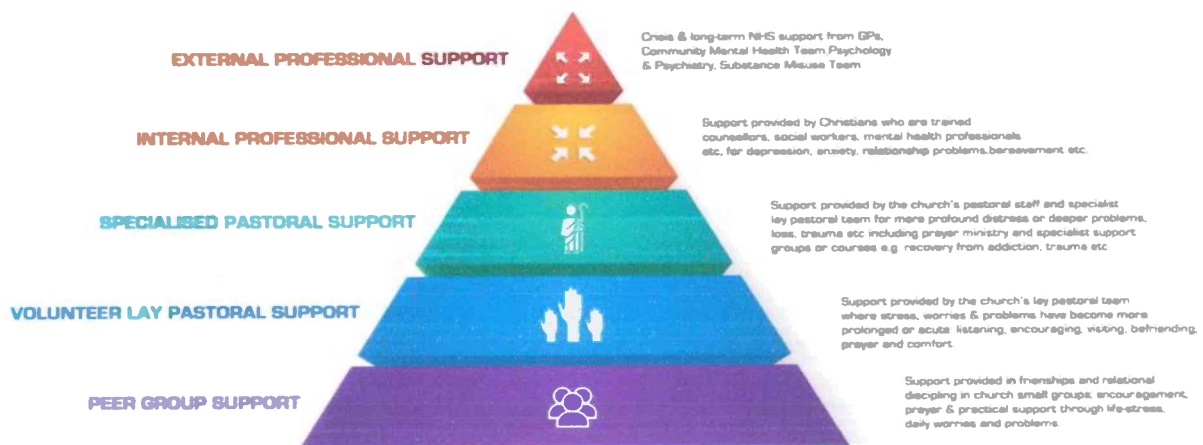 EXTERNAL PROFESSIONAL SUPPORT
Crisis & long-term NHS support from GPs,
Community Mental Health Team Psychology
& Psychiatry, Substance Misuse Team
INTERNAL PROFESSIONAL SUPPORT
Support provided by Christians who are trained
counsellors, social workers, mental health professionals
etc, for depression, anxiety, relationship problems,bereavement etc.
SPECIALISED PASTORAL SUPPORT
Support provided by the church's pastoral staff and specialist
lay pastoral team for more profound distress or deeper problems,
loss, trauma etc including prayer ministry and specialist support
groups or courses e.g. recovery from addiction, trauma etc
VOLUNTEER LAY PASTORAL SUPPORT
Support provided by the church's lay pastoral team
where stress, worries & problems have become more
prolonged or acute. listening, encouraging, visiting, befriending,
prayer and comfort
PEER GROUP SUPPORT
Support provided in frienships and relational
discipling in church small groups, encouragement,
prayer & practical support through life-stress,
daily worries and problems.